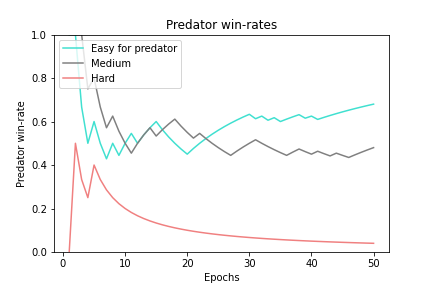 Predator win-rates
Easy for predator
Medium
Hard
Predator win-rate
1.0
0.8
0.6
0.4
0.2
0.0
0
10
20
30
40
50
Epochs